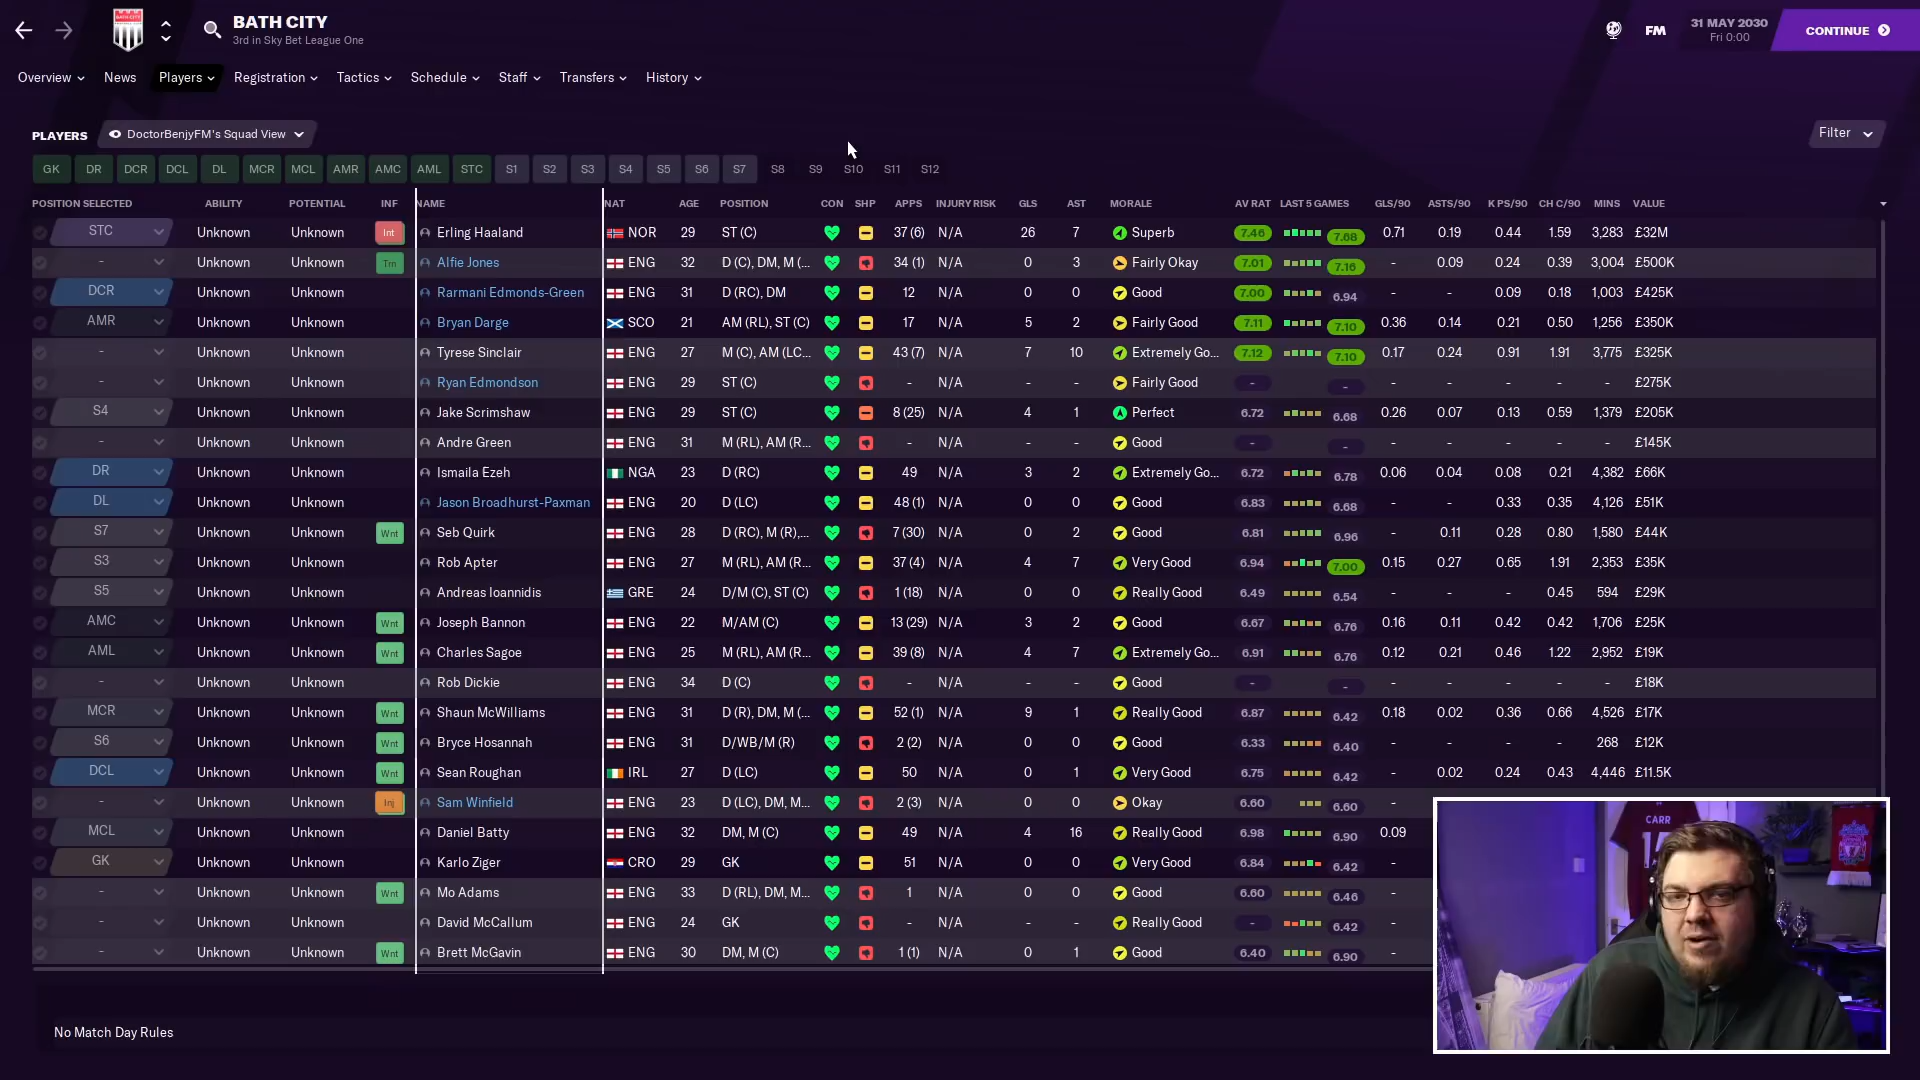 BATH CITY
3rd in Sky Bet League One
FM
31 MAY 2030
Fri 0:00
CONTINUE
Overview News Players Registration Tactics Schedule Staff Transfers History
PLAYERS DoctorBenjyFM's Squad View Filter
GK DR DCR DCL DL MCR MCL AMR AMC AML STC S1 S2 S3 S4 S5 S6 S7 S8 S9 S10 S11 S12
POSITION SELECTED ABILITY POTENTIAL INF NAME NAT AGE POSITION CON SHP APPS INJURY RISK GLS AST MORALE AV RAT LAST 5 GAMES GLS/90 ASTS/90 K PS/90 CH C/90 MINS VALUE
STC Unknown Unknown Int Erling Haaland NOR 29 ST (C) 37 (6) N/A 26 7 Superb 7.46 7.68 0.71 0.19 0.44 1.59 3,283 £32M
- Unknown Unknown Trn Alfie Jones ENG 32 D (C), DM, M (... 34 (1) N/A 0 3 Fairly Okay 7.01 7.16 - 0.09 0.24 0.39 3,004 £500K
DCR Unknown Unknown Rarmani Edmonds-Green ENG 31 D (RC), DM 12 N/A 0 0 Good 7.00 6.94 - - 0.09 0.18 1,003 £425K
AMR Unknown Unknown Bryan Darge SCO 21 AM (RL), ST (C) 17 N/A 5 2 Fairly Good 7.11 7.10 0.36 0.14 0.21 0.50 1,256 £350K
- Unknown Unknown Tyrese Sinclair ENG 27 M (C), AM (LC... 43 (7) N/A 7 10 Extremely Go... 7.12 7.10 0.17 0.24 0.91 1.91 3,775 £325K
- Unknown Unknown Ryan Edmondson ENG 29 ST (C) - N/A - - Fairly Good - - - - - - - £275K
S4 Unknown Unknown Jake Scrimshaw ENG 29 ST (C) 8 (25) N/A 4 1 Perfect 6.72 6.68 0.26 0.07 0.13 0.59 1,379 £205K
- Unknown Unknown Andre Green ENG 31 M (RL), AM (R... - N/A - - Good - - - - - - - £145K
DR Unknown Unknown Ismaila Ezeh NGA 23 D (RC) 49 N/A 3 2 Extremely Go... 6.72 6.78 0.06 0.04 0.08 0.21 4,382 £66K
DL Unknown Unknown Jason Broadhurst-Paxman ENG 20 D (LC) 48 (1) N/A 0 0 Good 6.83 6.68 - - 0.33 0.35 4,126 £51K
S7 Unknown Unknown Wnt Seb Quirk ENG 28 D (RC), M (R),... 7 (30) N/A 0 2 Good 6.81 6.96 - 0.11 0.28 0.80 1,580 £44K
S3 Unknown Unknown Rob Apter ENG 27 M (RL), AM (R... 37 (4) N/A 4 7 Very Good 6.94 7.00 0.15 0.27 0.65 1.91 2,353 £35K
S5 Unknown Unknown Andreas Ioannidis GRE 24 D/M (C), ST (C) 1 (18) N/A 0 0 Really Good 6.49 6.54 - - - 0.45 594 £29K
AMC Unknown Unknown Wnt Joseph Bannon ENG 22 M/AM (C) 13 (29) N/A 3 2 Good 6.67 6.76 0.16 0.11 0.42 0.42 1,706 £25K
AML Unknown Unknown Wnt Charles Sagoe ENG 25 M (RL), AM (R... 39 (8) N/A 4 7 Extremely Go... 6.91 6.76 0.12 0.21 0.46 1.22 2,952 £19K
- Unknown Unknown Rob Dickie ENG 34 D (C) - N/A - - Good - - - - - - - £18K
MCR Unknown Unknown Wnt Shaun McWilliams ENG 31 D (R), DM, M (... 52 (1) N/A 9 1 Really Good 6.87 6.42 0.18 0.02 0.36 0.66 4,526 £17K
S6 Unknown Unknown Wnt Bryce Hosannah ENG 31 D/WB/M (R) 2 (2) N/A 0 0 Good 6.33 6.40 - - - - 268 £12K
DCL Unknown Unknown Wnt Sean Roughan IRL 27 D (LC) 50 N/A 0 1 Very Good 6.75 6.42 - 0.02 0.24 0.43 4,446 £11.5K
- Unknown Unknown Inj Sam Winfield ENG 23 D (LC), DM, M... 2 (3) N/A 0 0 Okay 6.60 6.60 -
MCL Unknown Unknown Daniel Batty ENG 32 DM, M (C) 49 N/A 4 16 Really Good 6.98 6.90 0.09
GK Unknown Unknown Karlo Ziger CRO 29 GK 51 N/A 0 0 Very Good 6.84 6.42 -
- Unknown Unknown Wnt Mo Adams ENG 33 D (RL), DM, M... 1 N/A 0 0 Good 6.60 6.46 -
- Unknown Unknown David McCallum ENG 24 GK - N/A - - Really Good - 6.42 -
- Unknown Unknown Wnt Brett McGavin ENG 30 DM, M (C) 1 (1) N/A 0 1 Good 6.40 6.90 -
CARR
No Match Day Rules